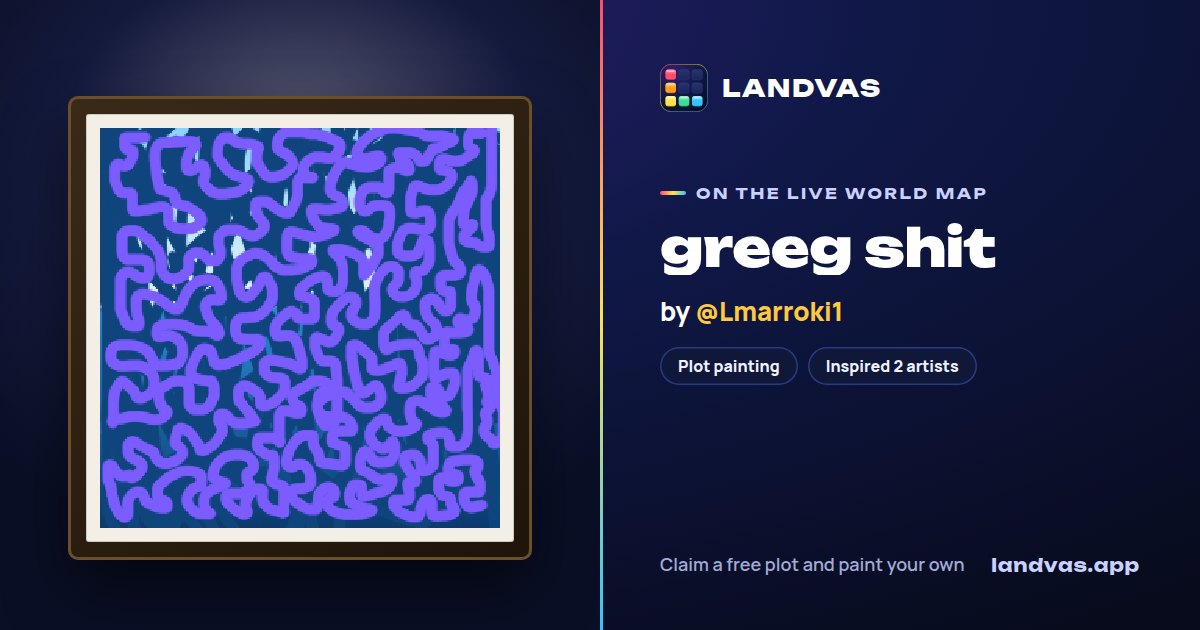 LANDVAS
ON THE LIVE WORLD MAP
greeg shit
by @Lmarroki1
Plot painting
Inspired 2 artists
Claim a free plot and paint your own
landvas.app